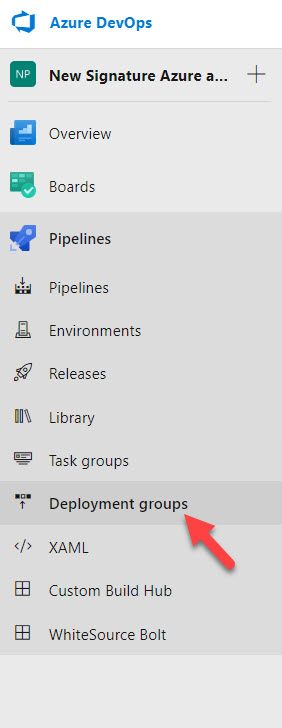 Azure DevOps
NP New Signature Azure a...
Overview
Boards
Pipelines
Pipelines
Environments
Releases
Library
Task groups
Deployment groups
XAML
Custom Build Hub
WhiteSource Bolt